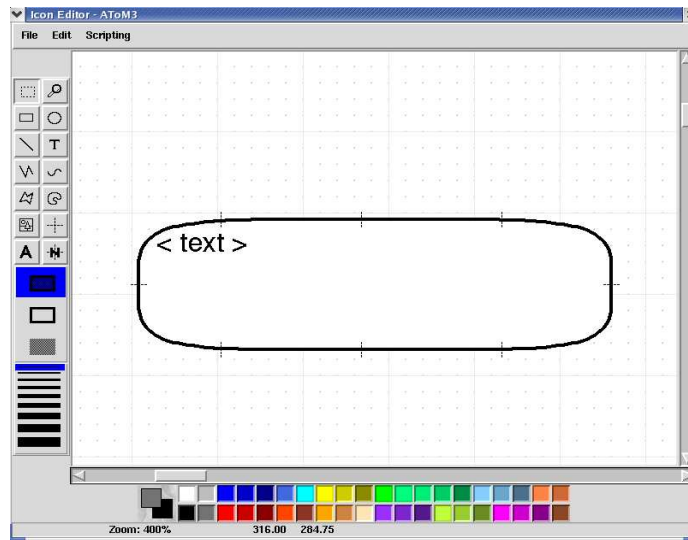 Icon Editor - AToM3
File Edit Scripting
T
A
< text >
Zoom: 400% 316.00 284.75